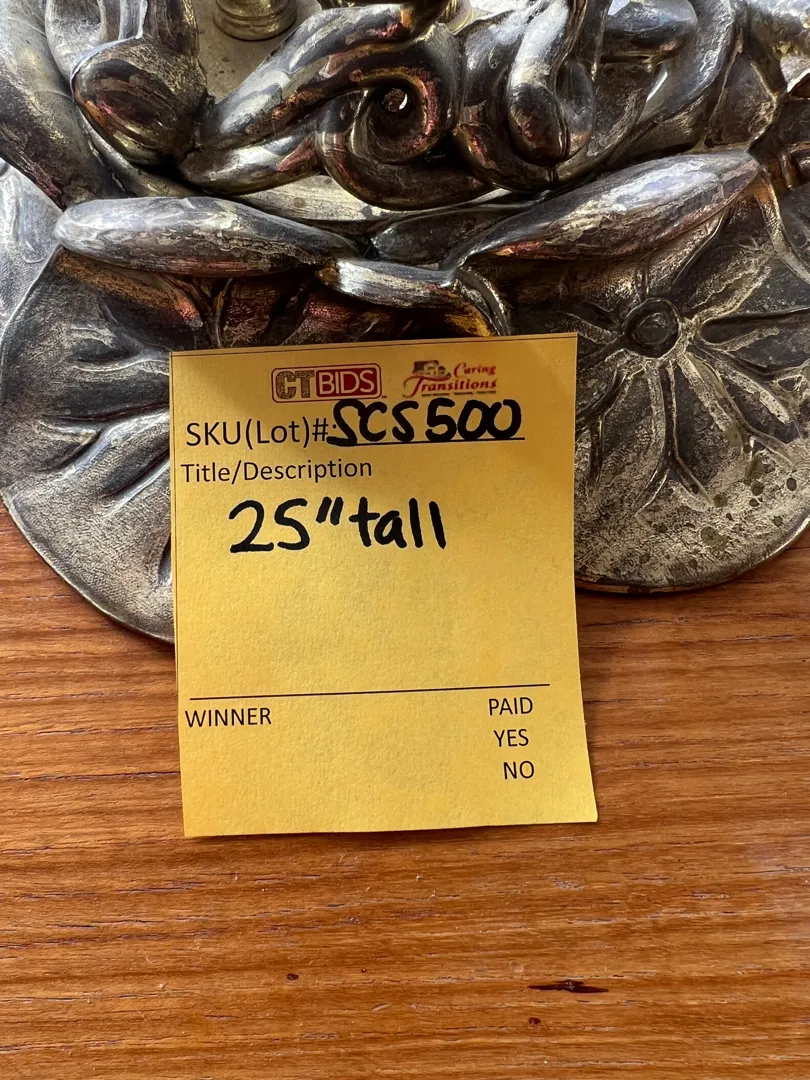 CTBIDS Caring Transitions
SKU(Lot)#: SCS500
Title/Description
25" tall
WINNER PAID
YES
NO